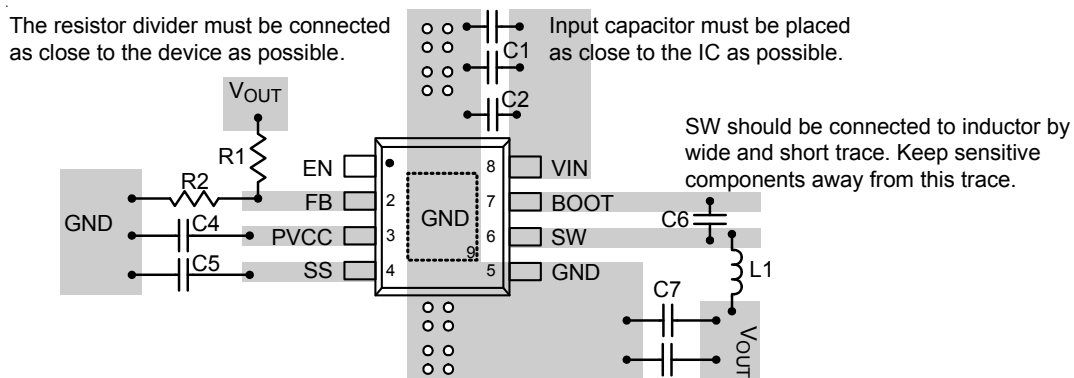 The resistor divider must be connected
as close to the device as possible.
Input capacitor must be placed
as close to the IC as possible.
C1
C2
VOUT
R1
SW should be connected to inductor by
wide and short trace. Keep sensitive
components away from this trace.
EN
8
VIN
R2
FB
2
7
BOOT
GND
GND
C4
PVCC
3
6
SW
C6
9
C5
SS
4
5
GND
L1
C7
VOUT